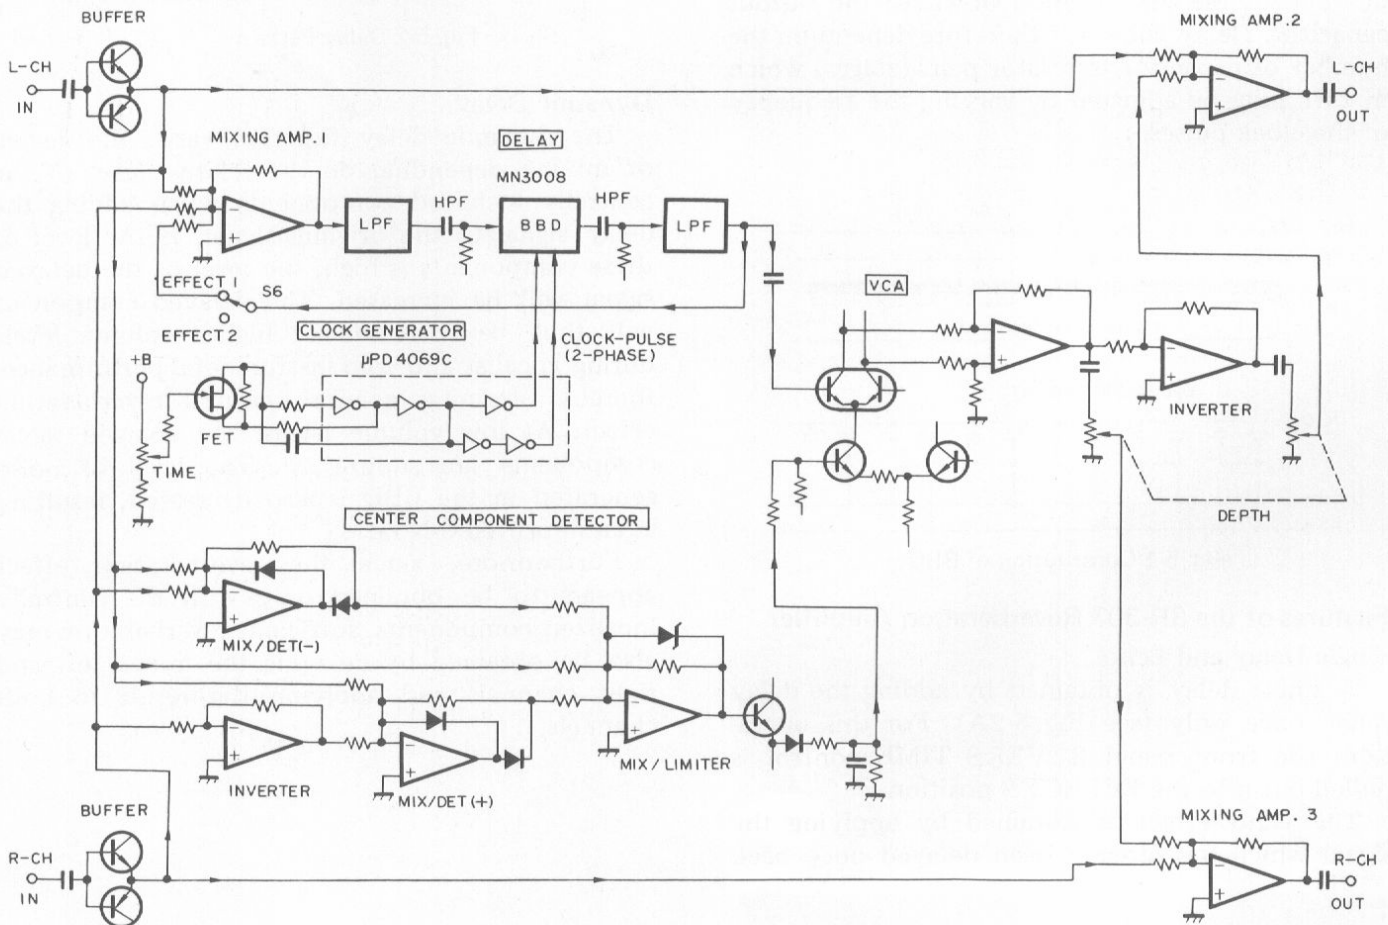 BUFFER
MIXING AMP.2
L-CH
IN
L-CH
OUT
MIXING AMP.1
DELAY
MN3008
HPF
HPF
LPF
BBD
LPF
EFFECT 1
S6
EFFECT 2
CLOCK GENERATOR
CLOCK-PULSE
(2-PHASE)
VCA
+B
μPD4069C
FET
TIME
INVERTER
DEPTH
CENTER COMPONENT DETECTOR
MIX/DET(-)
MIX/LIMITER
INVERTER
MIX/DET(+)
BUFFER
MIXING AMP. 3
R-CH
IN
R-CH
OUT